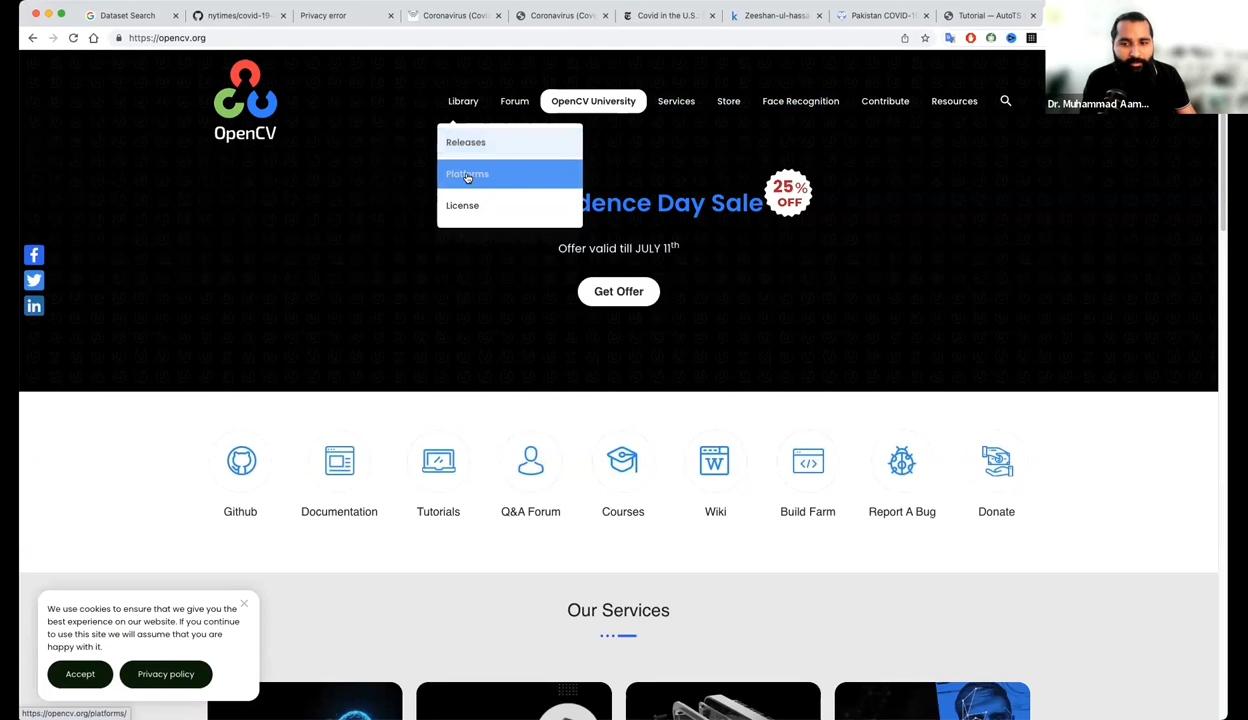 Dataset Search
nytimes/covid-19-
Privacy error
Coronavirus (Covi
Coronavirus (Covi
Covid in the U.S.
Zeeshan-ul-hassa
Pakistan COVID-1
Tutorial — AutoTS
https://opencv.org
Dr. Muhammad Aam...
OpenCV
Library
Forum
OpenCV University
Services
Store
Face Recognition
Contribute
Resources
Releases
Platforms
License
dence Day Sale
25%
OFF
Offer valid till JULY 11th
Get Offer
Github
Documentation
Tutorials
Q&A Forum
Courses
Wiki
Build Farm
Report A Bug
Donate
Our Services
We use cookies to ensure that we give you the
best experience on our website. If you continue
to use this site we will assume that you are
happy with it.
Accept
Privacy policy
https://opencv.org/platforms/